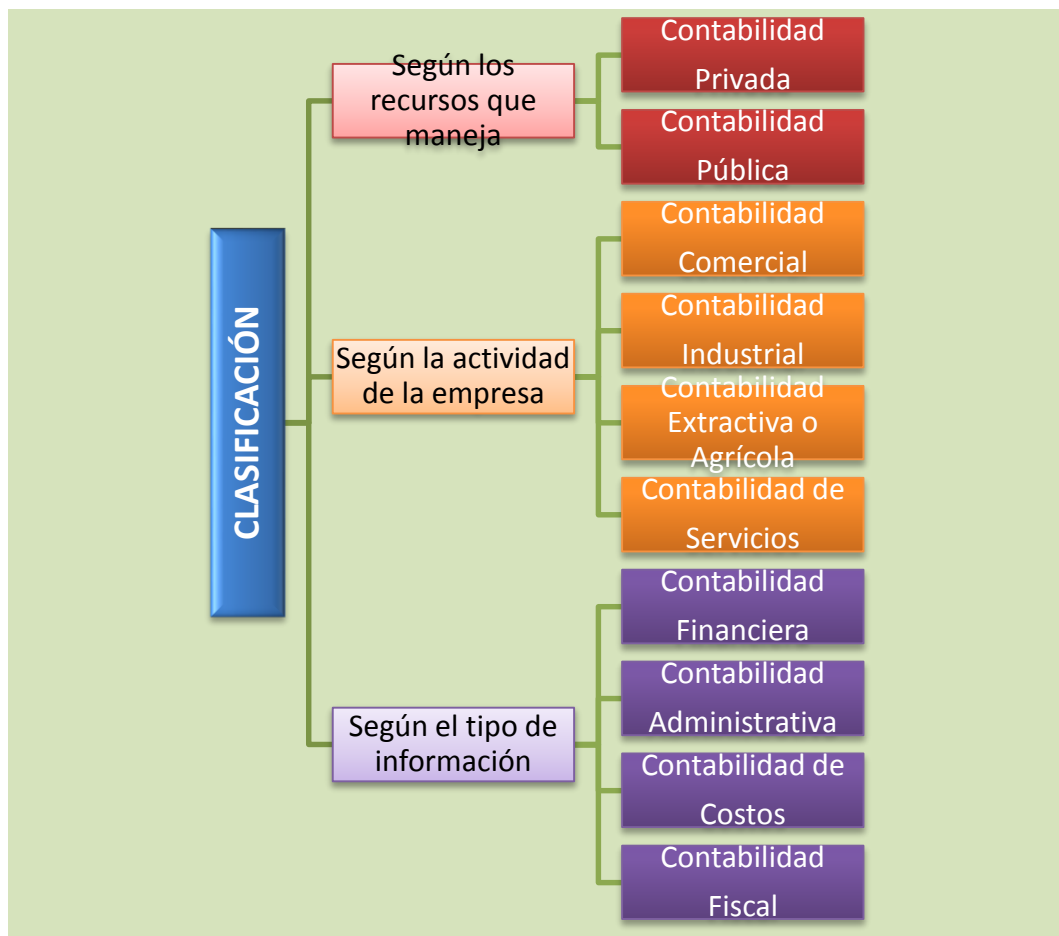 CLASIFICACIÓN
Según los
recursos que
maneja
Contabilidad
Privada
Contabilidad
Pública
Según la actividad
de la empresa
Contabilidad
Comercial
Contabilidad
Industrial
Contabilidad
Extractiva o
Agrícola
Contabilidad de
Servicios
Según el tipo de
información
Contabilidad
Financiera
Contabilidad
Administrativa
Contabilidad de
Costos
Contabilidad
Fiscal